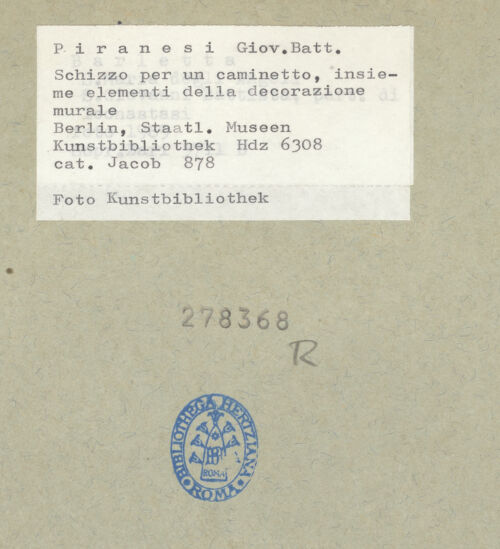 P i r a n e s i Giov.Batt.
Schizzo per un caminetto, insie-
me elementi della decorazione
murale
Berlin, Staatl. Museen
Kunstbibliothek Hdz 6308
cat. Jacob 878
Foto Kunstbibliothek
278368
R
BIBLIOTHECA HERTZIANA
ROMA